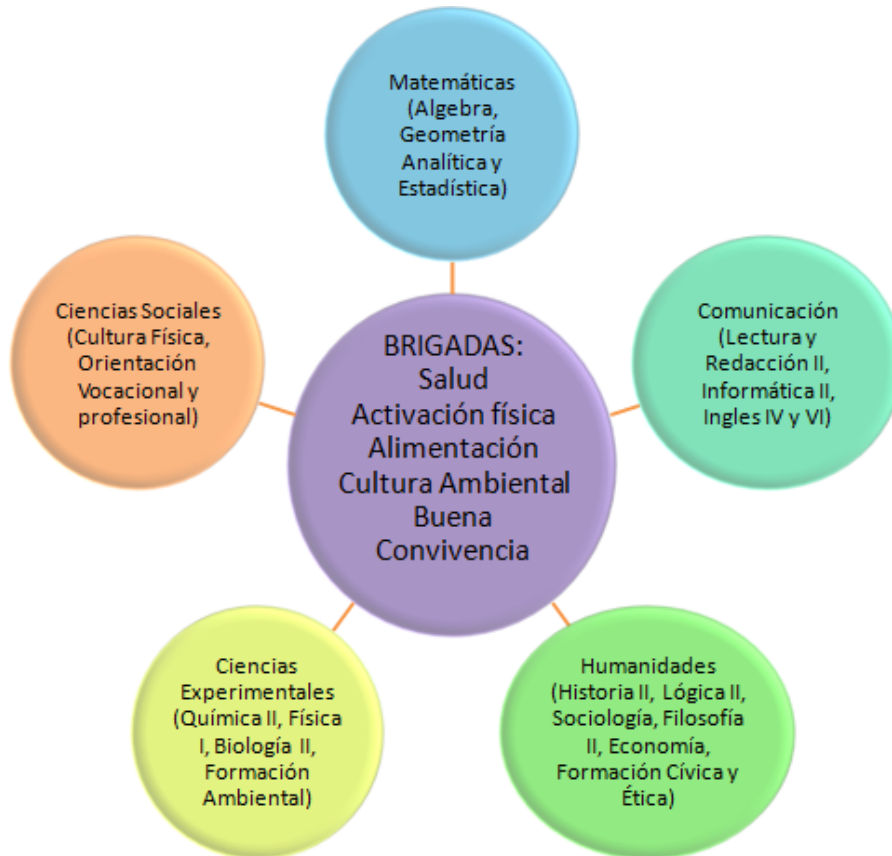 Matemáticas
(Algebra,
Geometría
Analítica y
Estadística)
Ciencias Sociales
(Cultura Física,
Orientación
Vocacional y
profesional)
BRIGADAS:
Salud
Activación física
Alimentación
Cultura Ambiental
Buena
Convivencia
Comunicación
(Lectura y
Redacción II,
Informática II,
Ingles IV y VI)
Ciencias
Experimentales
(Química II, Física
I, Biología II,
Formación
Ambiental)
Humanidades
(Historia II, Lógica II,
Sociología, Filosofía
II, Economía,
Formación Cívica y
Ética)